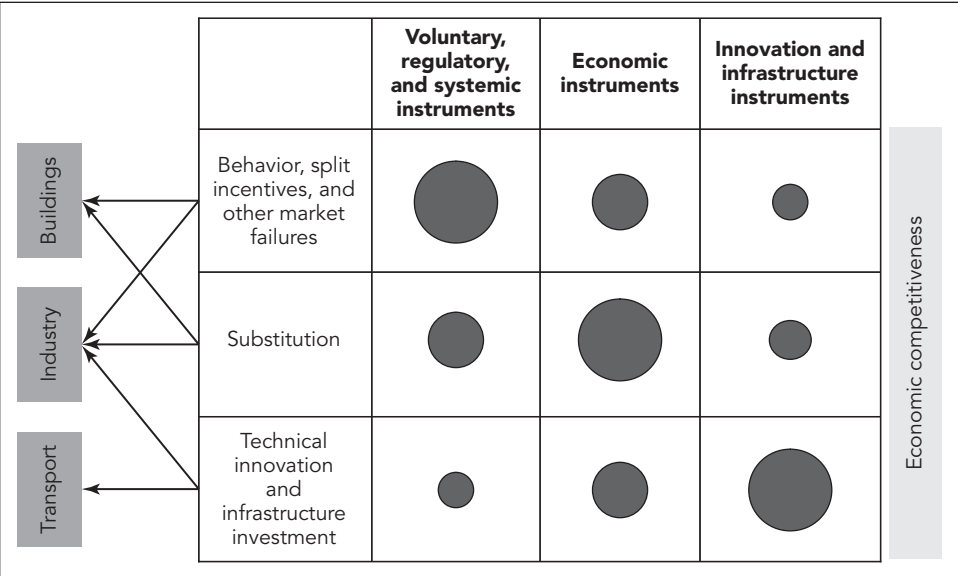 Voluntary,
regulatory,
and systemic
instruments
Economic
instruments
Innovation and
infrastructure
instruments
Buildings
Behavior, split
incentives, and
other market
failures
Industry
Substitution
Transport
Technical
innovation
and
infrastructure
investment
Economic competitiveness